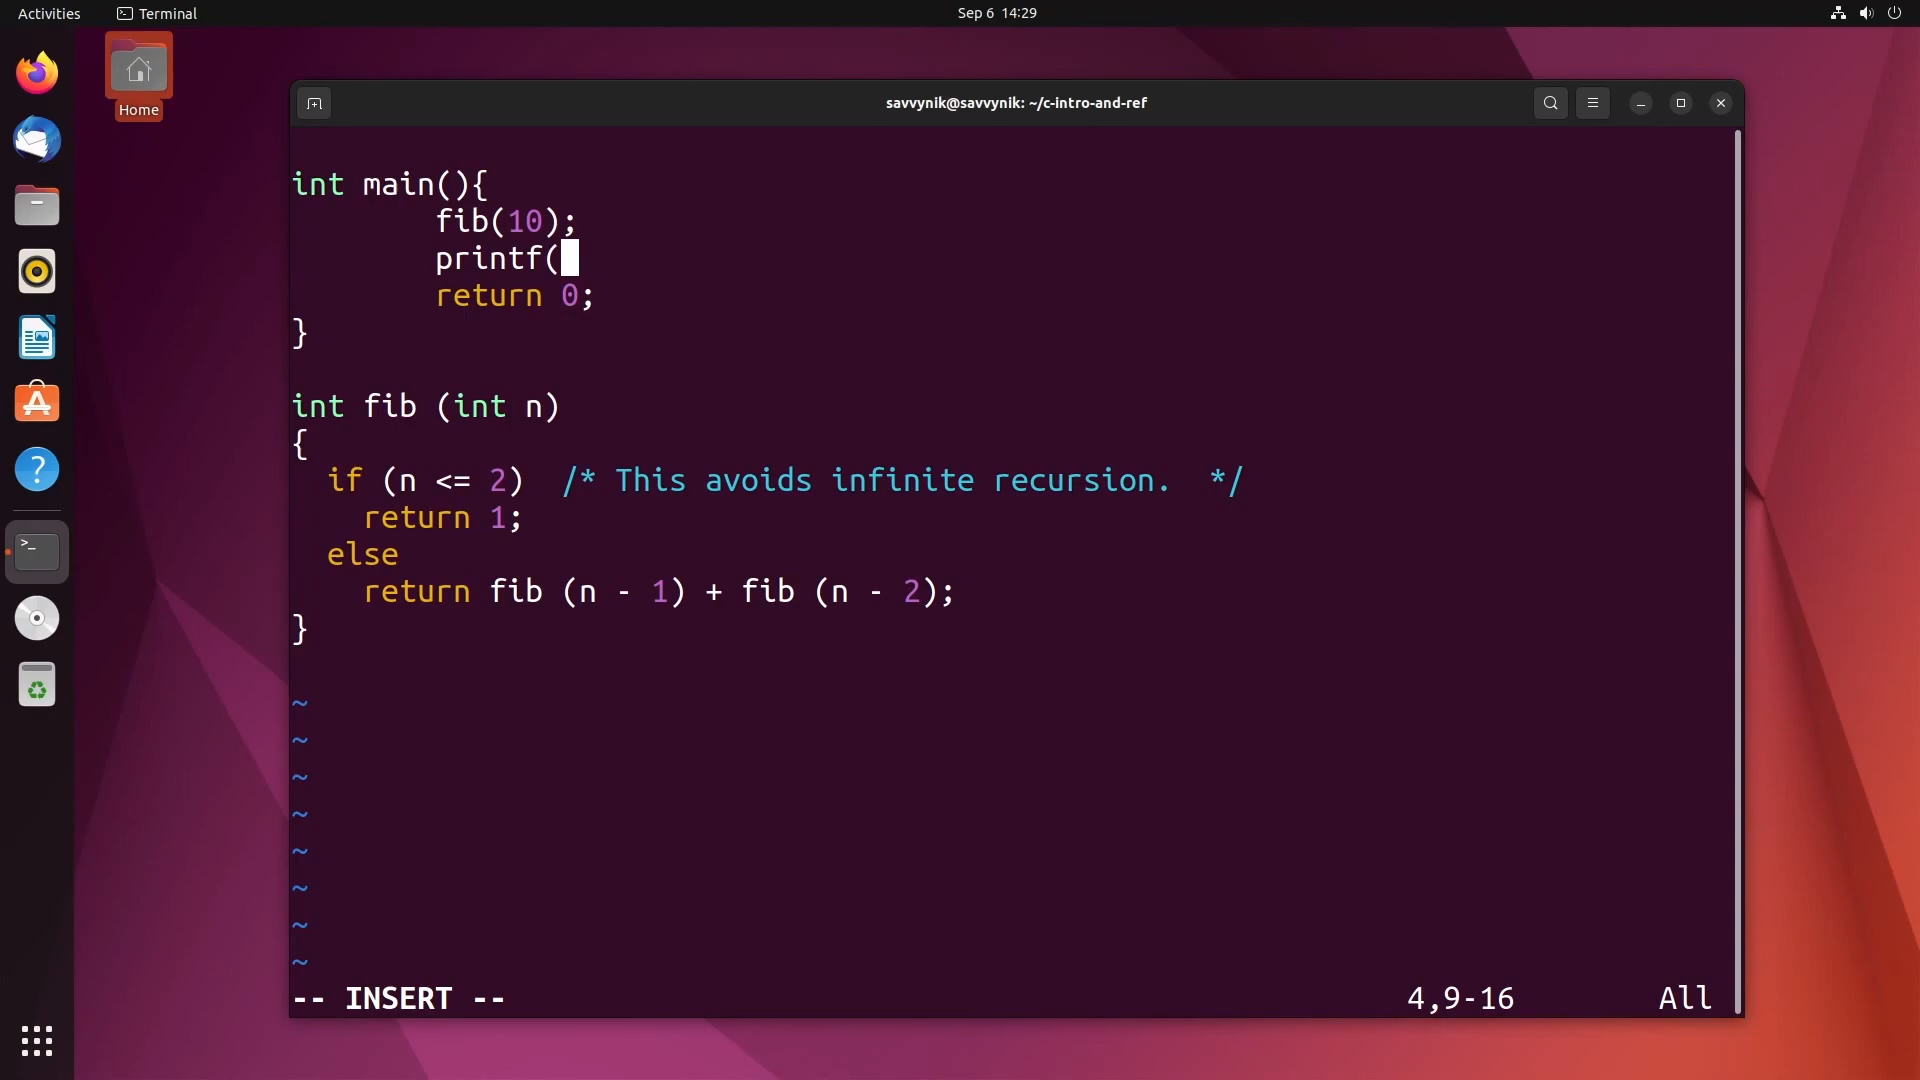 Activities
Terminal
Sep 6 14:29
Home
savvynik@savvynik: ~/c-intro-and-ref
int main(){
        fib(10);
        printf(
        return 0;
}
int fib (int n)
{
  if (n <= 2)  /* This avoids infinite recursion.  */
    return 1;
  else
    return fib (n - 1) + fib (n - 2);
}
~
~
~
~
~
~
~
~
-- INSERT --
4,9-16
All